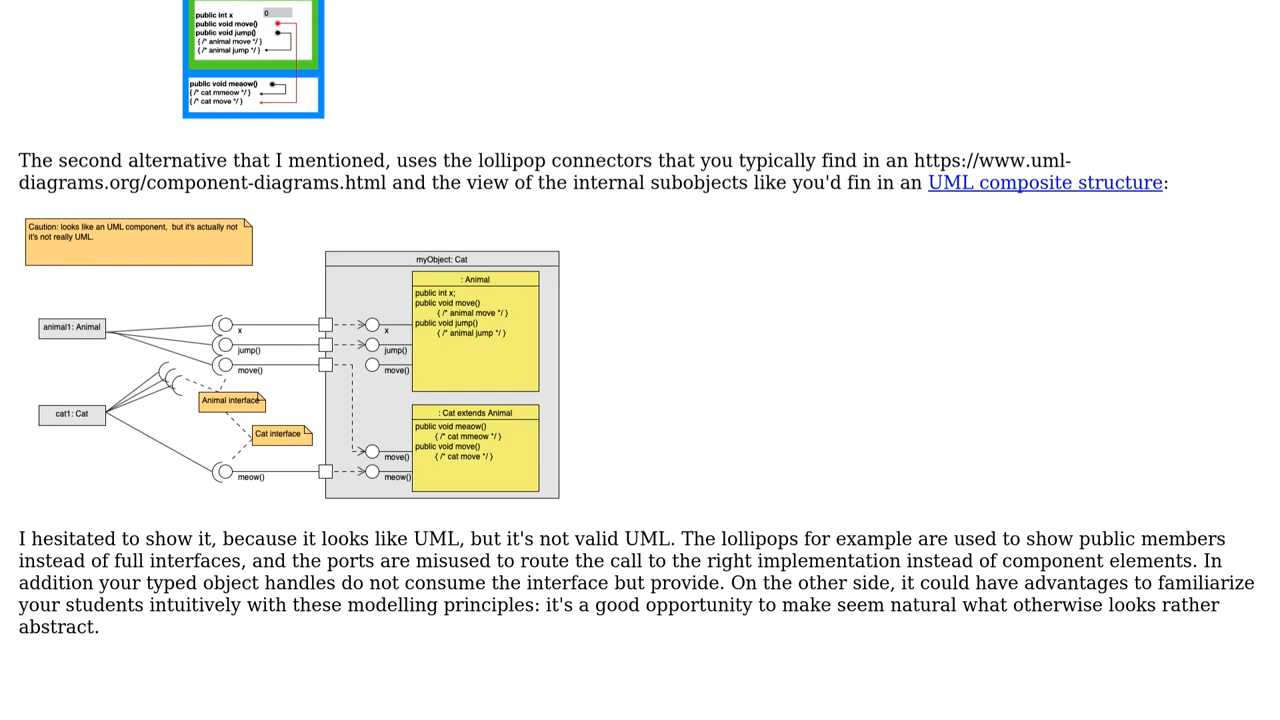 public int x
0
public void move()
public void jump()
{ /* animal move */ }
{ /* animal jump */ }
public void meaow()
{ /* cat mmeow */ }
{ /* cat move */ }
The second alternative that I mentioned, uses the lollipop connectors that you typically find in an https://www.uml-
diagrams.org/component-diagrams.html and the view of the internal subobjects like you'd fin in an UML composite structure:
Caution: looks like an UML component, but it's actually not
it's not really UML.
myObject: Cat
: Animal
public int x;
public void move()
{ /* animal move */ }
public void jump()
{ /* animal jump */ }
animal1: Animal
x
jump()
move()
x
jump()
move()
Animal interface
cat1: Cat
Cat interface
: Cat extends Animal
public void meaow()
{ /* cat mmeow */ }
public void move()
{ /* cat move */ }
move()
meow()
meow()
I hesitated to show it, because it looks like UML, but it's not valid UML. The lollipops for example are used to show public members
instead of full interfaces, and the ports are misused to route the call to the right implementation instead of component elements. In
addition your typed object handles do not consume the interface but provide. On the other side, it could have advantages to familiarize
your students intuitively with these modelling principles: it's a good opportunity to make seem natural what otherwise looks rather
abstract.